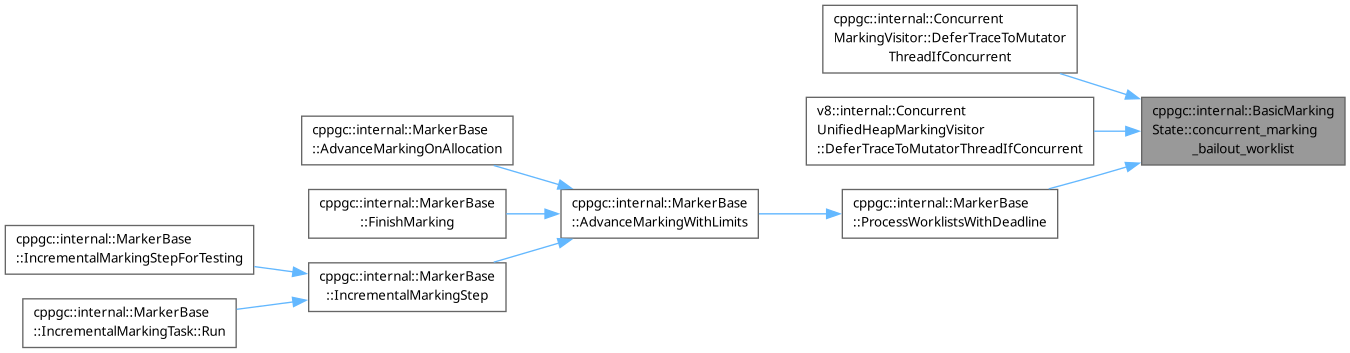 cppgc::internal::Concurrent
MarkingVisitor::DeferTraceToMutator
ThreadIfConcurrent
v8::internal::Concurrent
UnifiedHeapMarkingVisitor
::DeferTraceToMutatorThreadIfConcurrent
cppgc::internal::BasicMarking
State::concurrent_marking
_bailout_worklist
cppgc::internal::MarkerBase
::AdvanceMarkingOnAllocation
cppgc::internal::MarkerBase
::FinishMarking
cppgc::internal::MarkerBase
::AdvanceMarkingWithLimits
cppgc::internal::MarkerBase
::ProcessWorklistsWithDeadline
cppgc::internal::MarkerBase
::IncrementalMarkingStepForTesting
cppgc::internal::MarkerBase
::IncrementalMarkingStep
cppgc::internal::MarkerBase
::IncrementalMarkingTask::Run